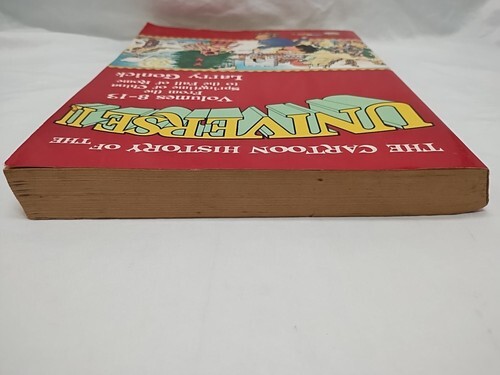 THE CARTOON HISTORY OF THE
UNIVERSE II
Volumes 8-13
From the
Springtime of China
to the Fall of Rome
Larry Gonick